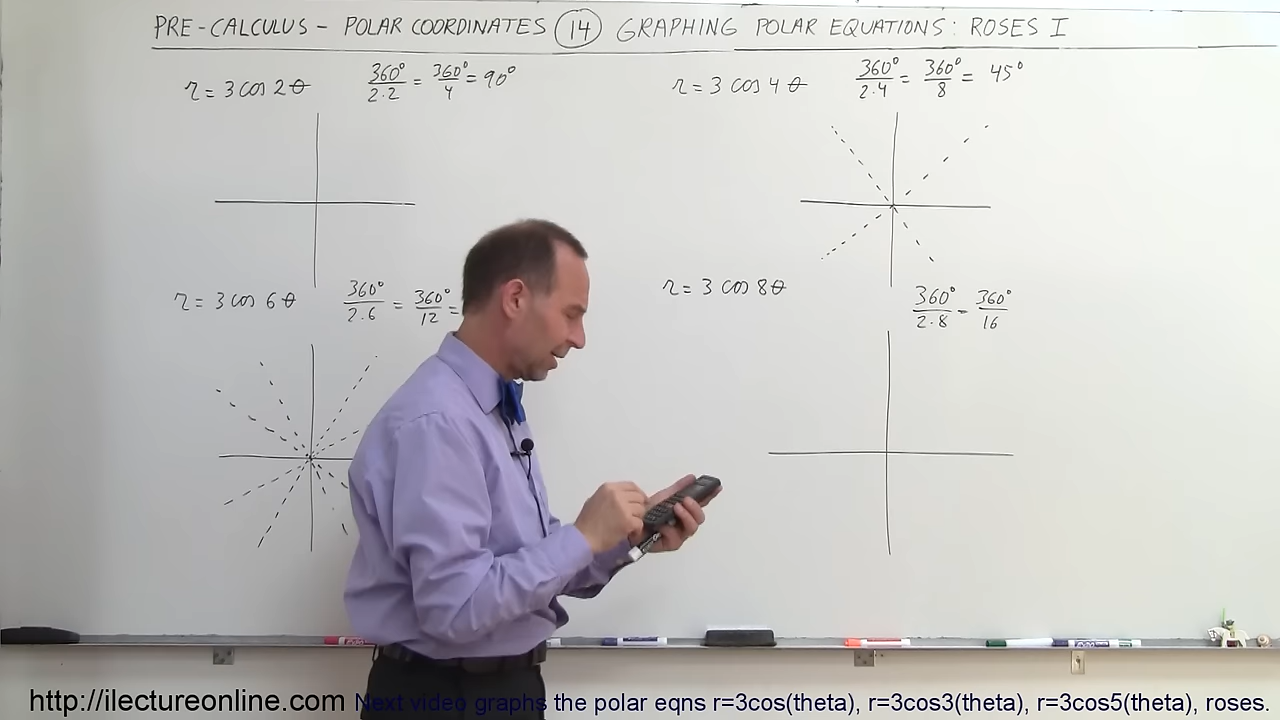 PRE-CALCULUS - POLAR COORDINATES 14 GRAPHING POLAR EQUATIONS: ROSES I
r = 3 cos 2θ 360°/2·2 = 360°/4 = 90°
r = 3 cos 4θ 360°/2·4 = 360°/8 = 45°
r = 3 cos 6θ 360°/2·6 = 360°/12 =
r = 3 cos 8θ 360°/2·8 - 360°/16
http://ilectureonline.com Next video graphs the polar eqns r=3cos(theta), r=3cos3(theta), r=3cos5(theta), roses.